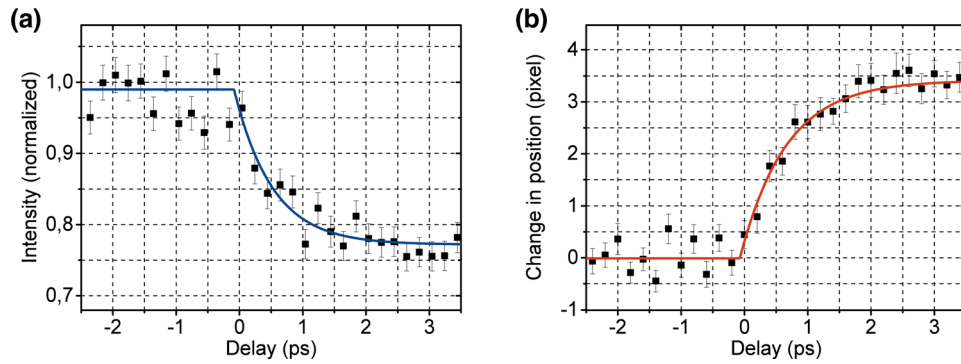 (a)
Intensity (normalized)
1,0
0,9
0,8
0,7
-2 -1 0 1 2 3
Delay (ps)
(b)
Change in position (pixel)
4
3
2
1
0
-1
-2 -1 0 1 2 3
Delay (ps)